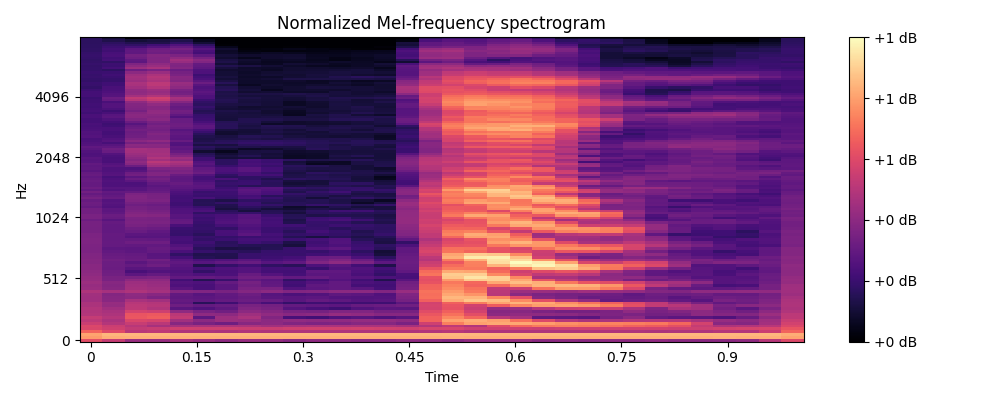 Normalized Mel-frequency spectrogram
Hz
4096
2048
1024
512
0
0 0.15 0.3 0.45 0.6 0.75 0.9
Time
+1 dB
+1 dB
+1 dB
+0 dB
+0 dB
+0 dB